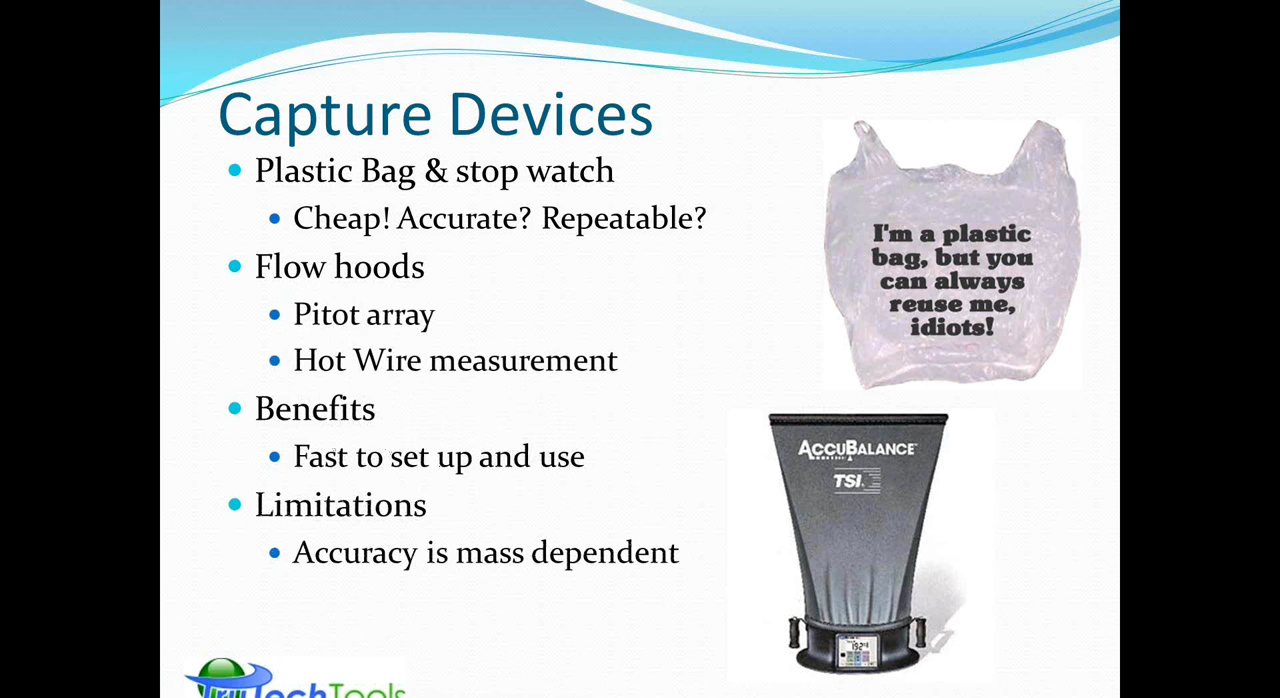 Capture Devices
Plastic Bag & stop watch
Cheap! Accurate? Repeatable?
Flow hoods
Pitot array
Hot Wire measurement
Benefits
Fast to set up and use
Limitations
Accuracy is mass dependent
I'm a plastic
bag, but you
can always
reuse me,
idiots!
ACCUBALANCE
TSI
TruTechTools